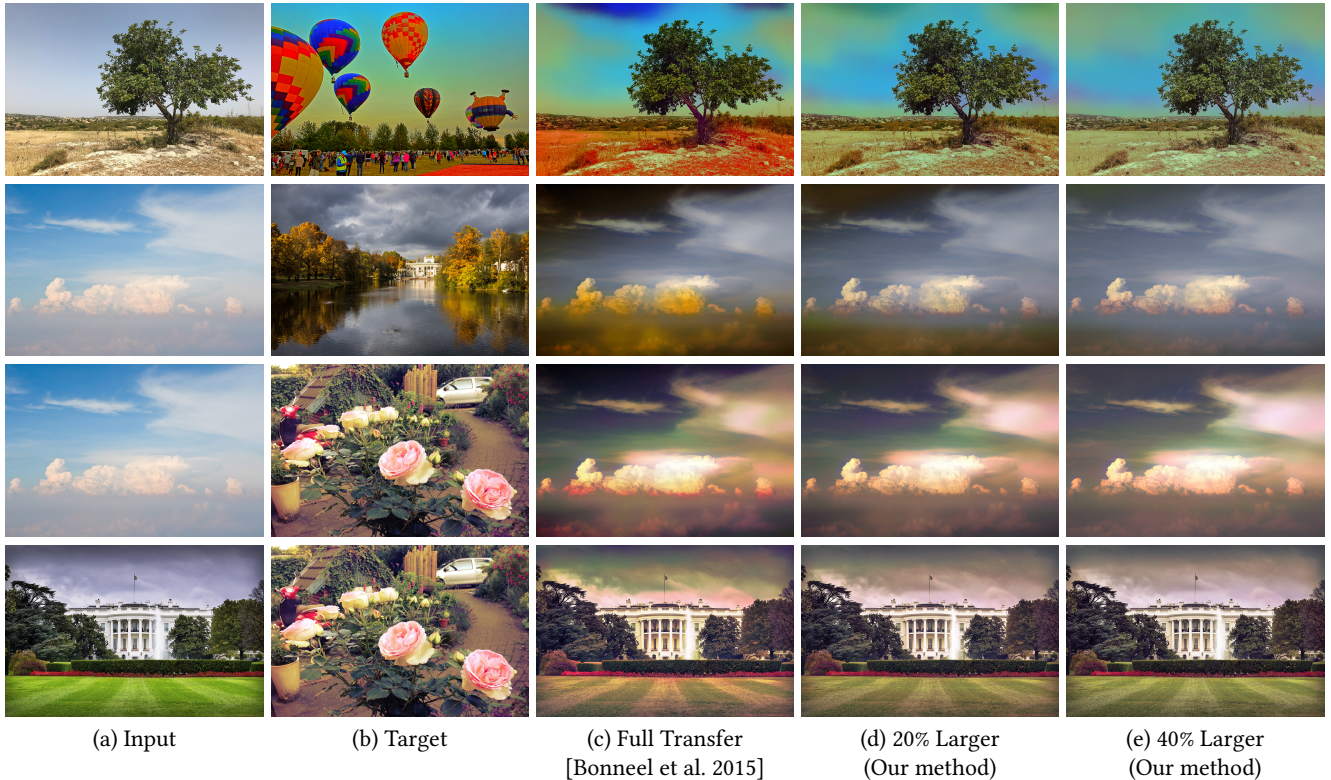 (a) Input
(b) Target
(c) Full Transfer
[Bonneel et al. 2015]
(d) 20% Larger
(Our method)
(e) 40% Larger
(Our method)